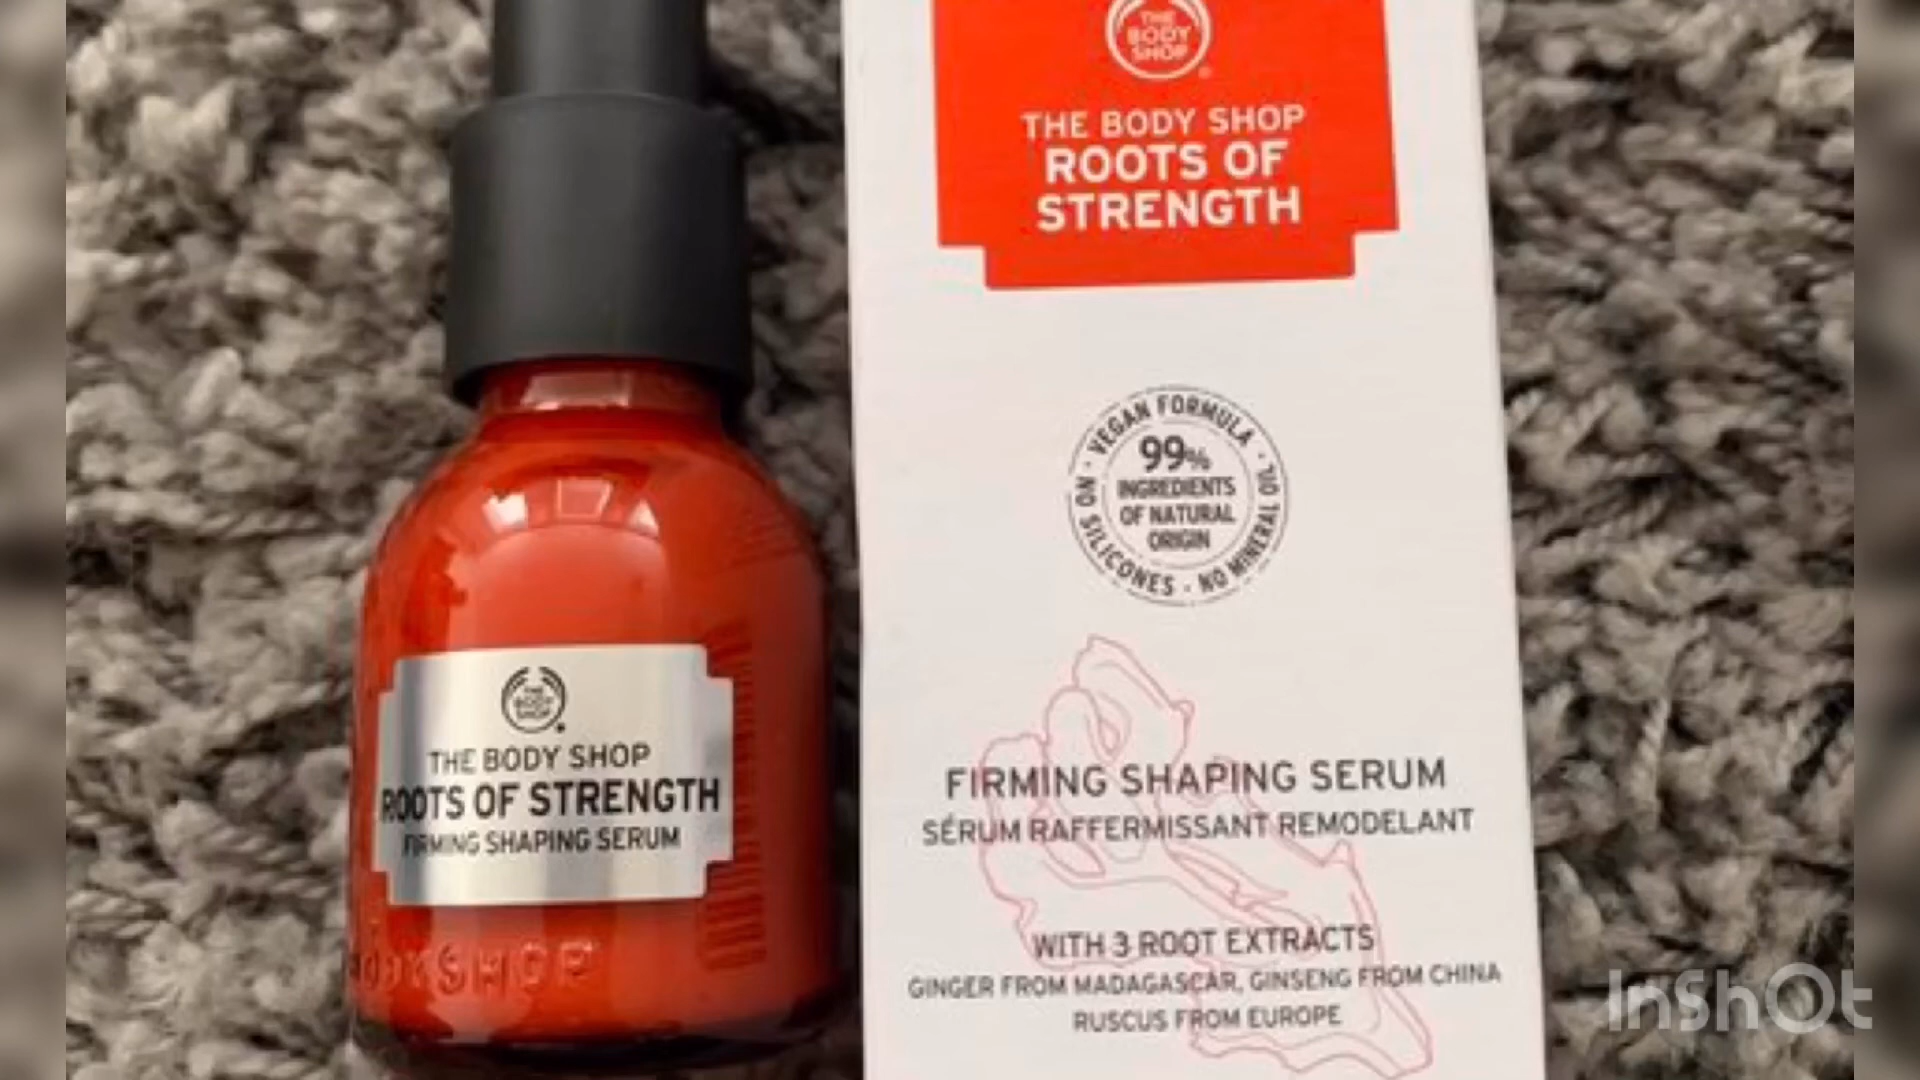 THE
BODY
SHOP
THE BODY SHOP
ROOTS OF
STRENGTH
VEGAN FORMULA · NO MINERAL OIL · NO SILICONES ·
99%
INGREDIENTS
OF NATURAL
ORIGIN
FIRMING SHAPING SERUM
SÉRUM RAFFERMISSANT REMODELANT
WITH 3 ROOT EXTRACTS
GINGER FROM MADAGASCAR, GINSENG FROM CHINA
RUSCUS FROM EUROPE
THE
BODY
SHOP
THE BODY SHOP
ROOTS OF STRENGTH
FIRMING SHAPING SERUM
BODY SHOP
InShOt